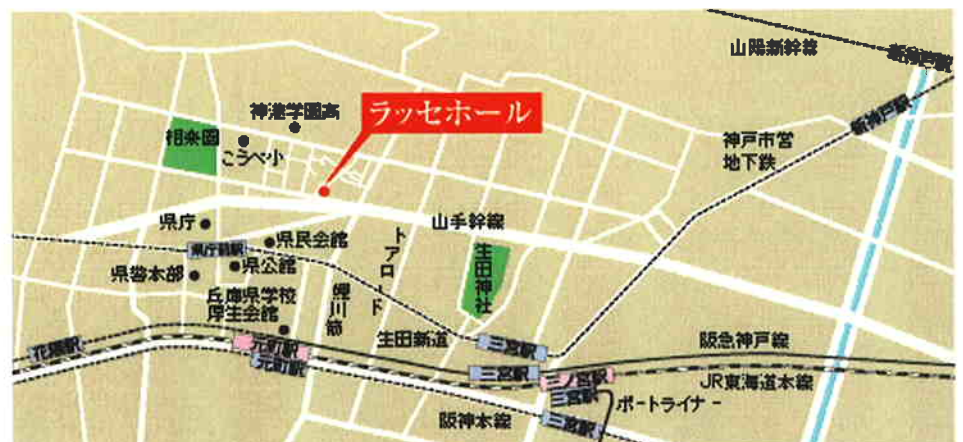 山陽新幹線
新神戸駅
ラッセホール
神港学園高
相楽園
こうべ小
新神戸駅
神戸市営
地下鉄
県庁
山手幹線
県民会館
県庁前駅
トアロード
生田神社
県公館
県警本部
兵庫県学校
厚生会館
鯉川筋
生田新道
三宮駅
阪急神戸線
花隈駅
元町駅
元町駅
三宮駅
三ノ宮駅
JR東海道本線
三宮駅
ポートライナー
阪神本線
三宮駅